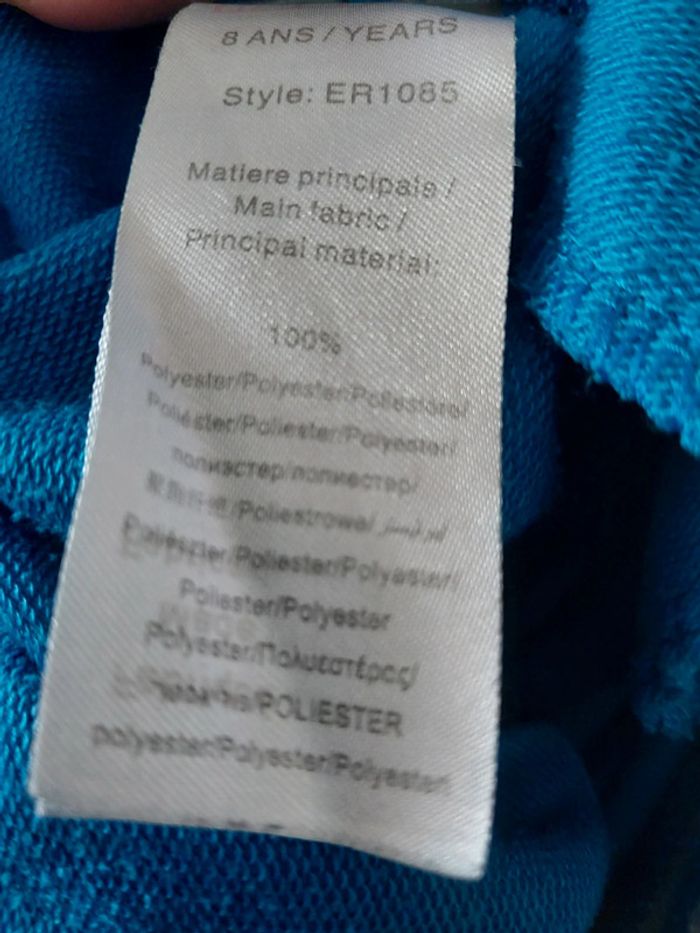 8 ANS / YEARS
Style: ER1085
Matiere principale /
Main fabric /
Principal material:
100%
Polyester/Polyester/Poliestere/
Poliéster/Poliester/Polyester/
полиэстер/полиестер/
/Poliestrowe/
Poliészter/Poliester/Polyester/
Poliester/Polyester
Polyester/Πολυεστέρας/
/POLIESTER
polyester/Polyester/Polyester/